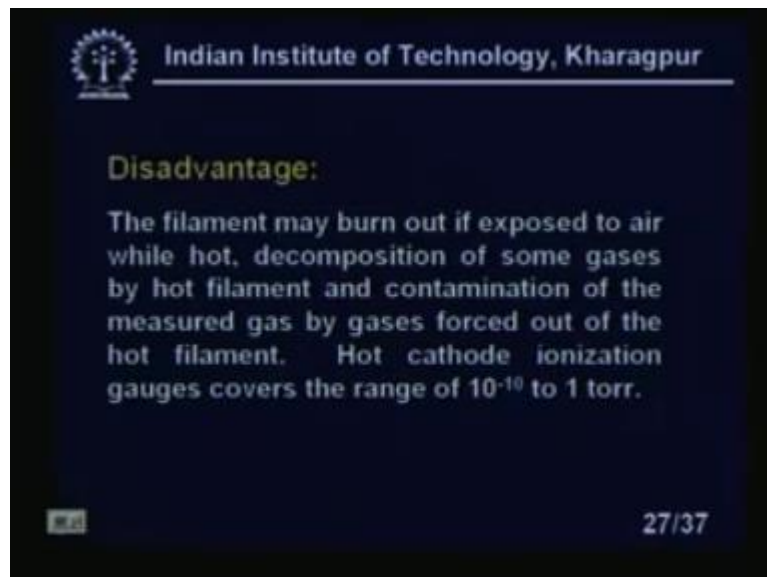 Indian Institute of Technology, Kharagpur
Disadvantage:
The filament may burn out if exposed to air
while hot, decomposition of some gases
by hot filament and contamination of the
measured gas by gases forced out of the
hot filament. Hot cathode ionization
gauges covers the range of 10⁻¹⁰ to 1 torr.
27/37